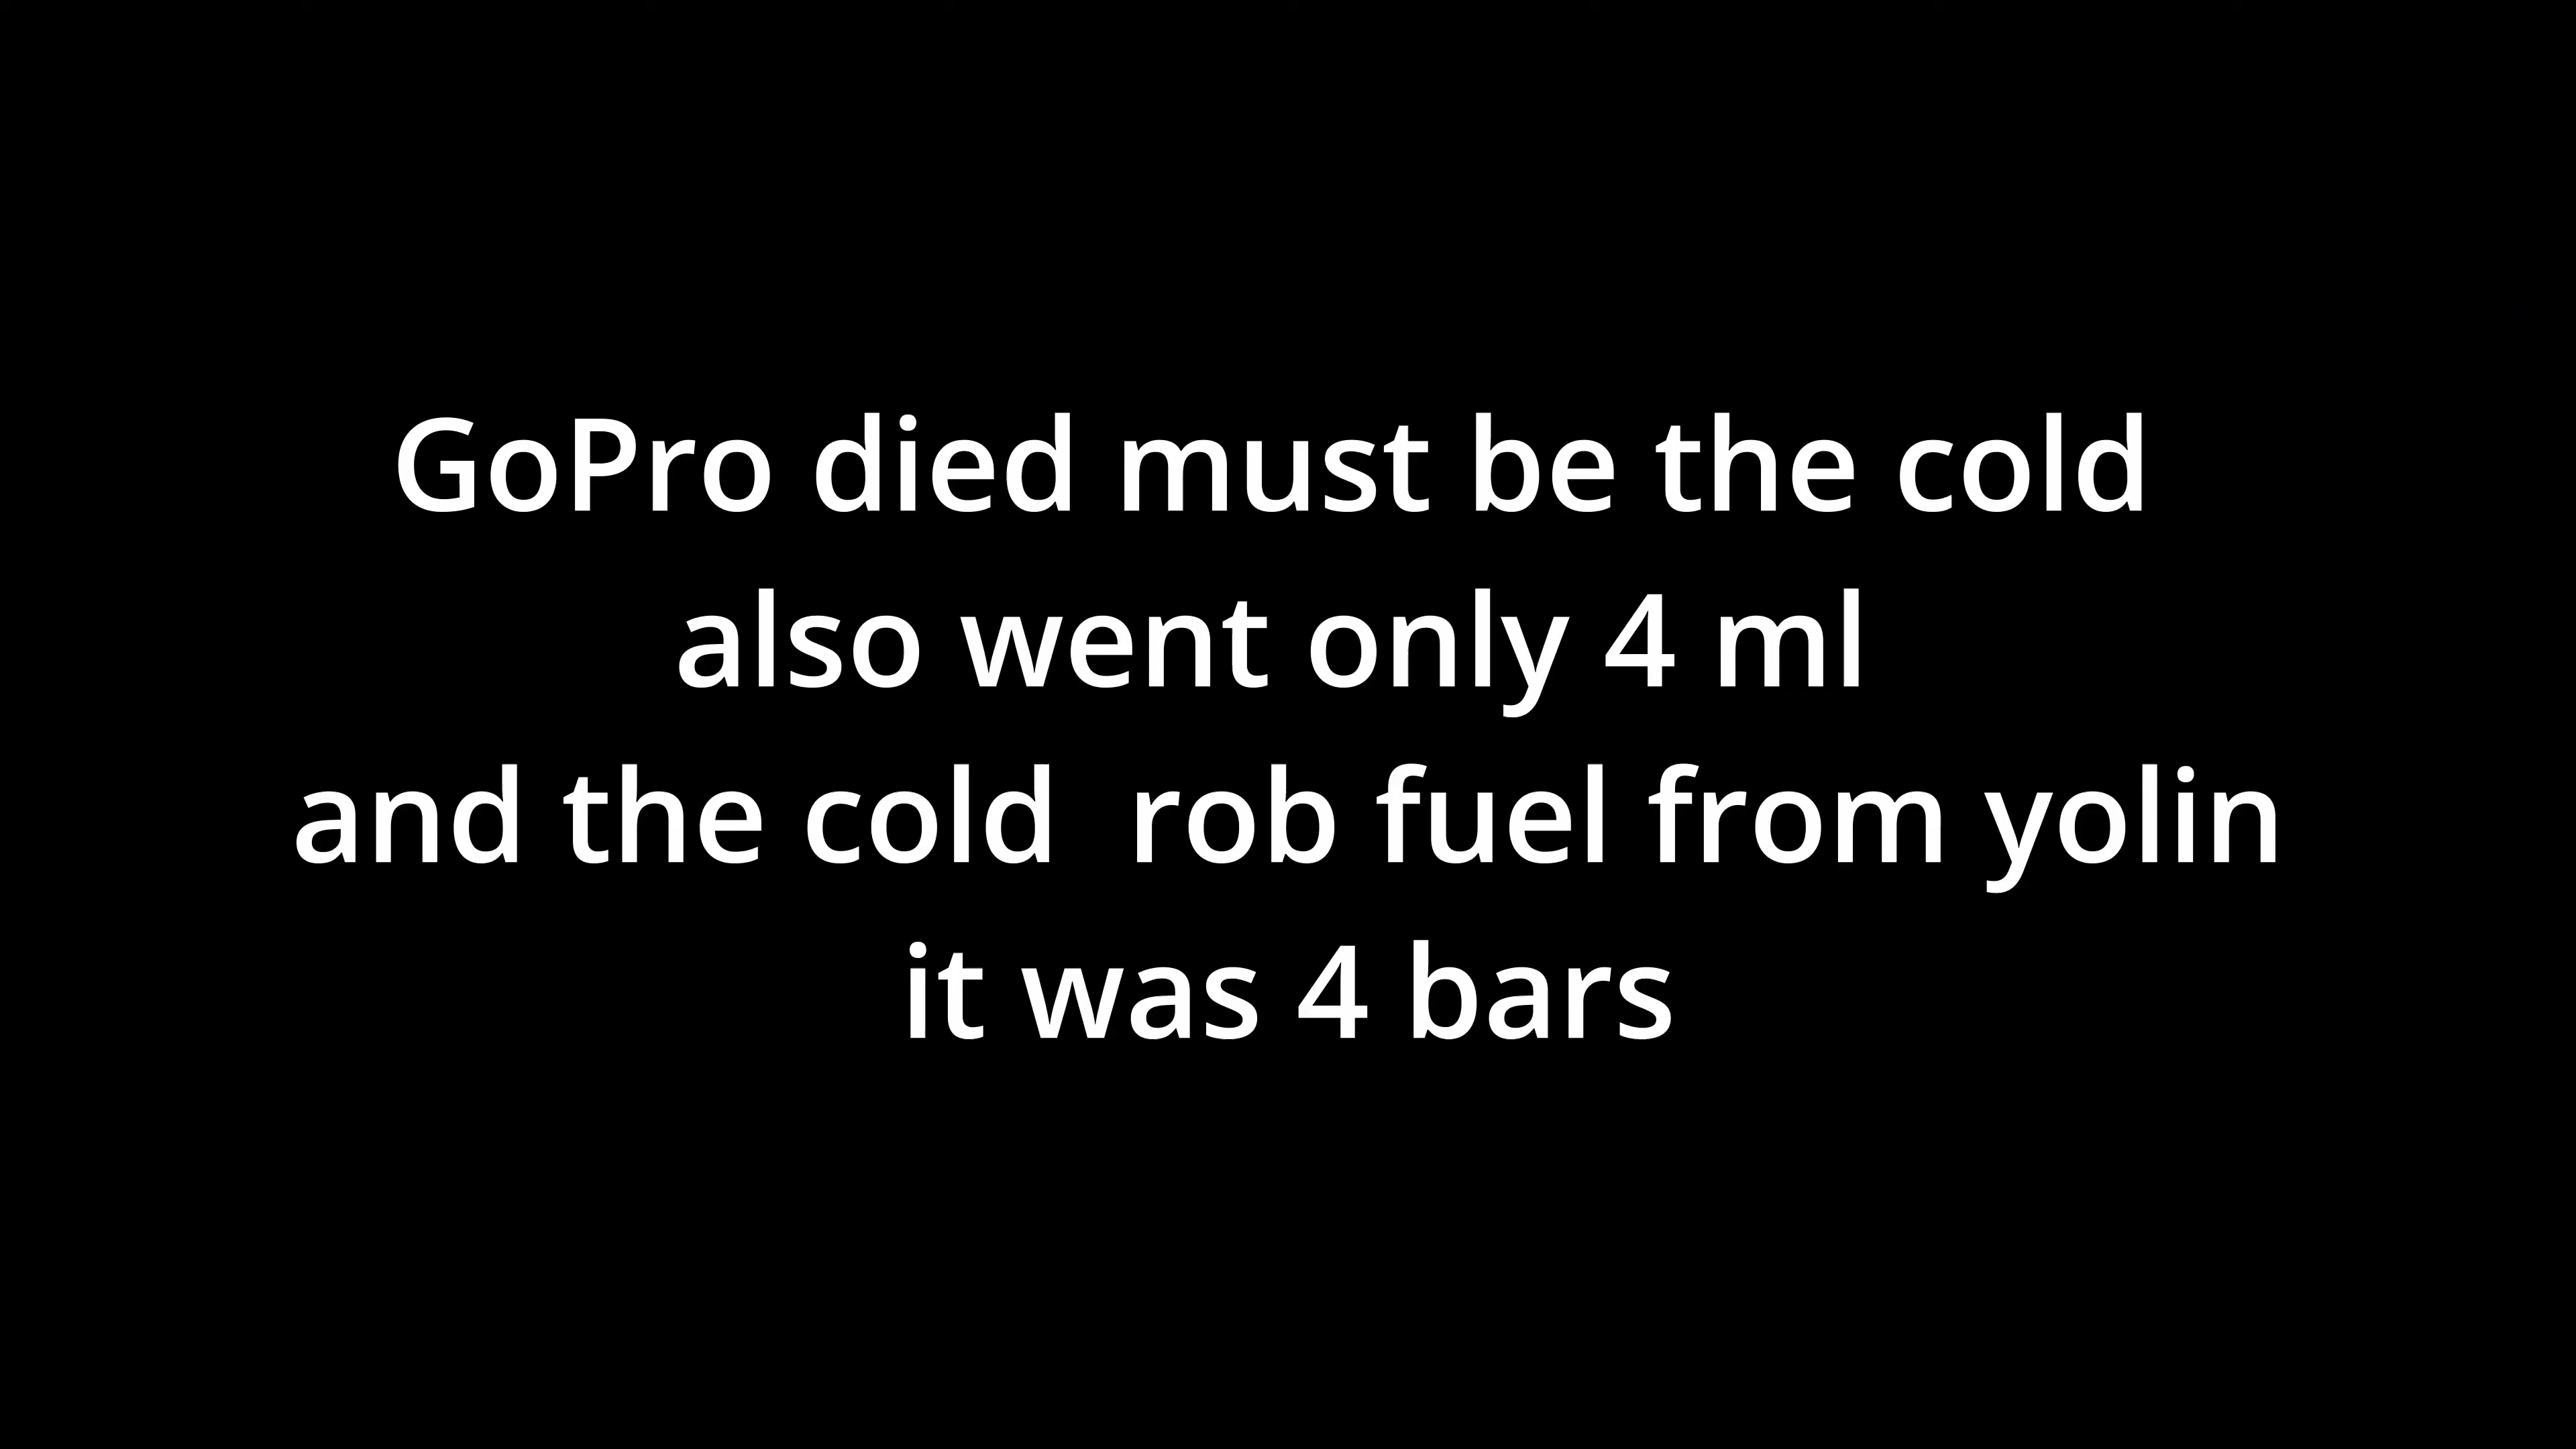 GoPro died must be the cold
also went only 4 ml
and the cold  rob fuel from yolin
it was 4 bars